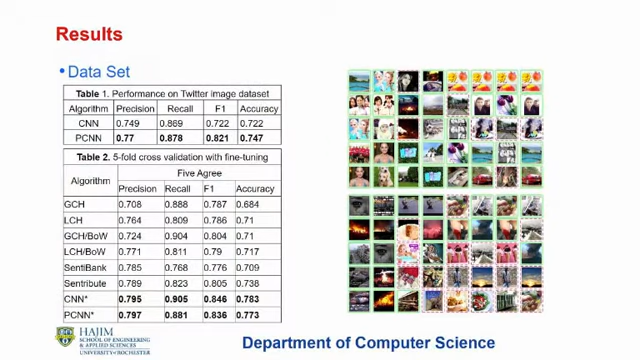 Results
• Data Set
Table 1. Performance on Twitter image dataset
Algorithm Precision Recall F1 Accuracy
CNN 0.749 0.869 0.722 0.722
PCNN 0.77 0.878 0.821 0.747
Table 2. 5-fold cross validation with fine-tuning
Algorithm Five Agree
Precision Recall F1 Accuracy
GCH 0.708 0.888 0.787 0.684
LCH 0.764 0.809 0.786 0.71
GCH/BoW 0.724 0.904 0.804 0.71
LCH/BoW 0.771 0.811 0.79 0.717
SentiBank 0.785 0.768 0.776 0.709
Sentribute 0.789 0.823 0.805 0.738
CNN* 0.795 0.905 0.846 0.783
PCNN* 0.797 0.881 0.836 0.773
HAJIM
SCHOOL OF ENGINEERING
& APPLIED SCIENCES
UNIVERSITY of ROCHESTER
Department of Computer Science